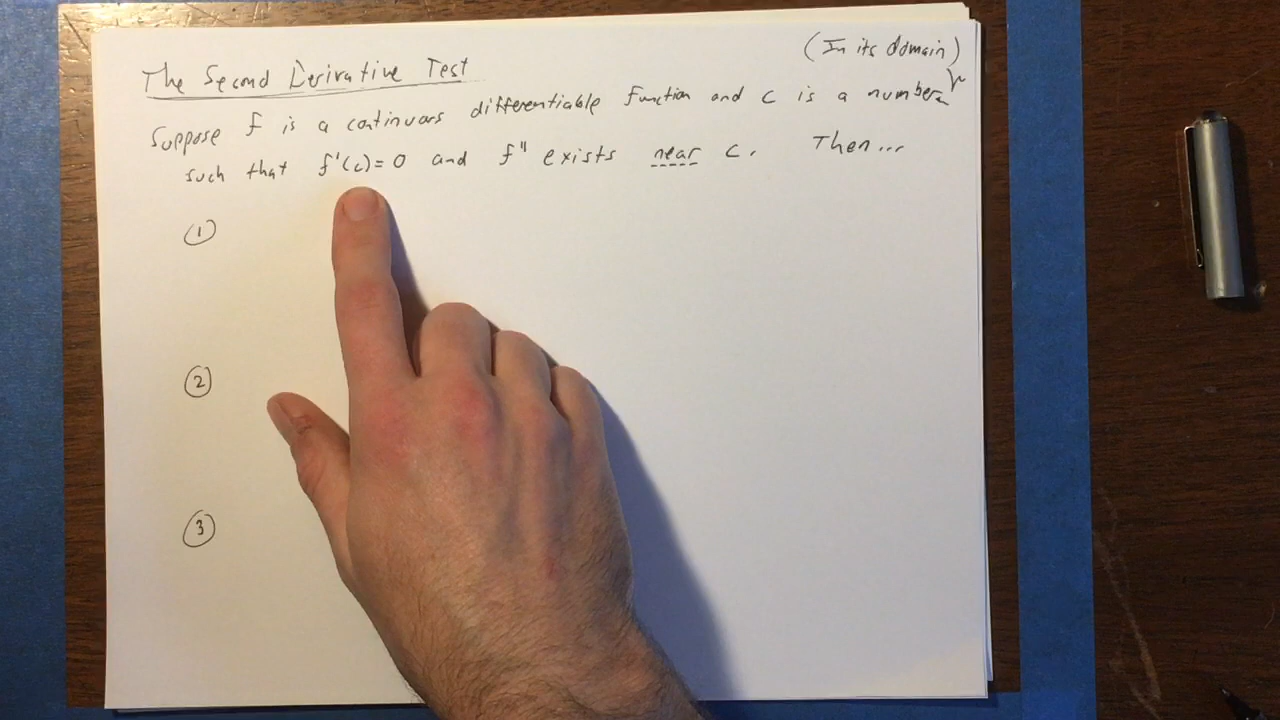 (In its domain)
The Second Derivative Test
Suppose f is a continuous differentiable function and c is a number
such that f'(c)=0 and f" exists near c. Then...
①
②
③